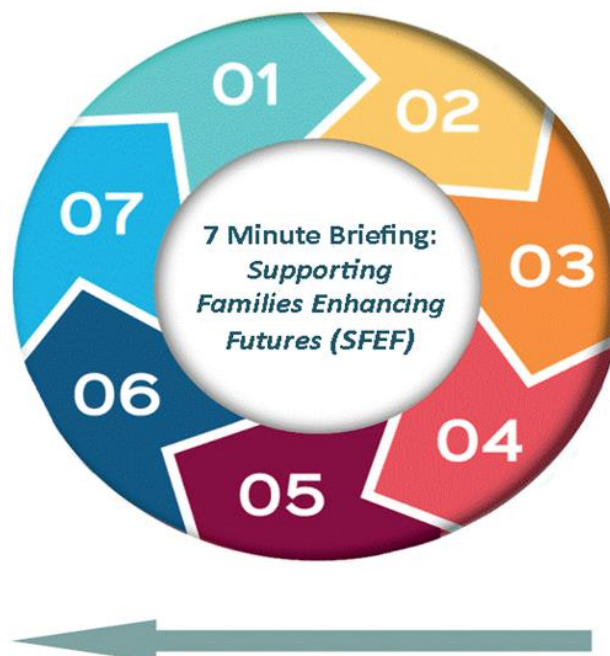 01
02
03
04
05
06
07
7 Minute Briefing:
Supporting
Families Enhancing
Futures (SFEF)